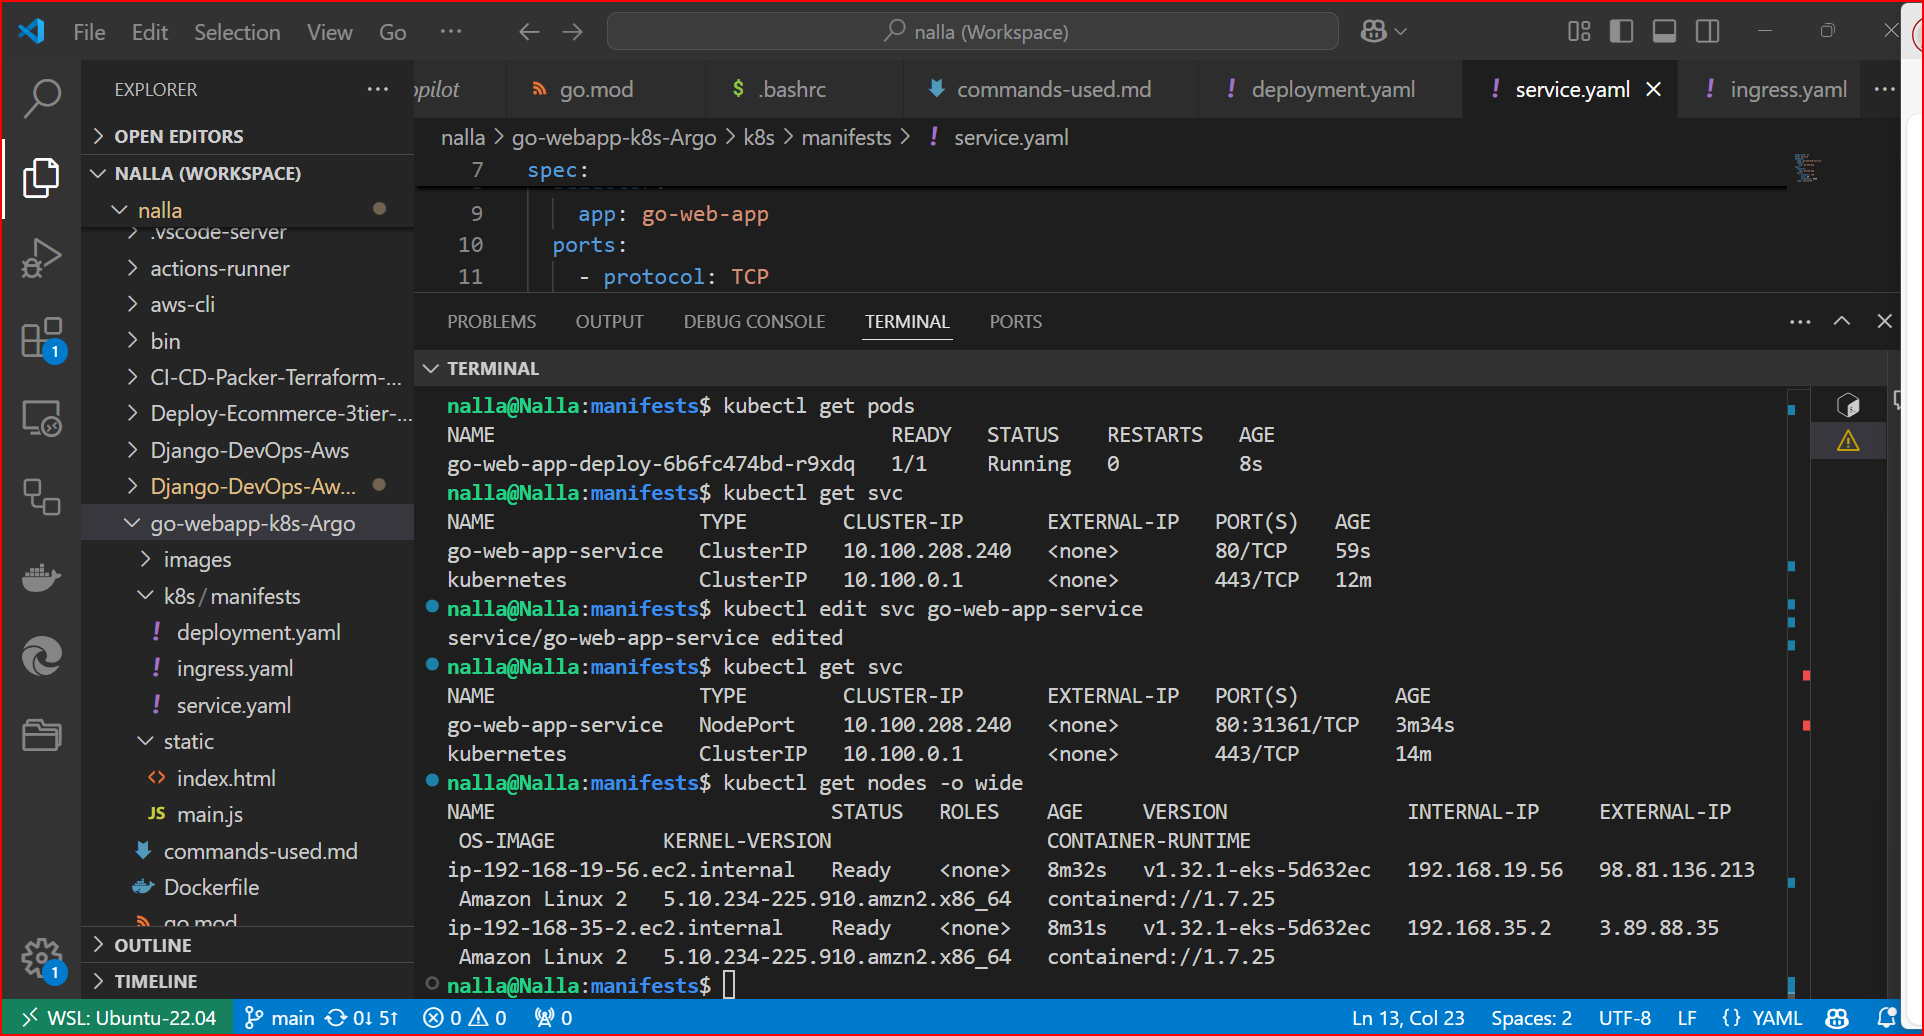 File Edit Selection View Go ··· nalla (Workspace)
EXPLORER ···
OPEN EDITORS
NALLA (WORKSPACE)
nalla
.vscode-server
actions-runner
aws-cli
bin
CI-CD-Packer-Terraform-...
Deploy-Ecommerce-3tier-...
Django-DevOps-Aws
Django-DevOps-Aw...
go-webapp-k8s-Argo
images
k8s/manifests
! deployment.yaml
! ingress.yaml
! service.yaml
static
<> index.html
JS main.js
commands-used.md
Dockerfile
go.mod
OUTLINE
TIMELINE
1
1
pilot go.mod $ .bashrc commands-used.md ! deployment.yaml ! service.yaml ! ingress.yaml ···
nalla > go-webapp-k8s-Argo > k8s > manifests > ! service.yaml
7 spec:
9 app: go-web-app
10 ports:
11 - protocol: TCP
PROBLEMS OUTPUT DEBUG CONSOLE TERMINAL PORTS ···
TERMINAL
nalla@Nalla:manifests$ kubectl get pods
NAME READY STATUS RESTARTS AGE
go-web-app-deploy-6b6fc474bd-r9xdq 1/1 Running 0 8s
nalla@Nalla:manifests$ kubectl get svc
NAME TYPE CLUSTER-IP EXTERNAL-IP PORT(S) AGE
go-web-app-service ClusterIP 10.100.208.240 <none> 80/TCP 59s
kubernetes ClusterIP 10.100.0.1 <none> 443/TCP 12m
nalla@Nalla:manifests$ kubectl edit svc go-web-app-service
service/go-web-app-service edited
nalla@Nalla:manifests$ kubectl get svc
NAME TYPE CLUSTER-IP EXTERNAL-IP PORT(S) AGE
go-web-app-service NodePort 10.100.208.240 <none> 80:31361/TCP 3m34s
kubernetes ClusterIP 10.100.0.1 <none> 443/TCP 14m
nalla@Nalla:manifests$ kubectl get nodes -o wide
NAME STATUS ROLES AGE VERSION INTERNAL-IP EXTERNAL-IP
OS-IMAGE KERNEL-VERSION CONTAINER-RUNTIME
ip-192-168-19-56.ec2.internal Ready <none> 8m32s v1.32.1-eks-5d632ec 192.168.19.56 98.81.136.213
Amazon Linux 2 5.10.234-225.910.amzn2.x86_64 containerd://1.7.25
ip-192-168-35-2.ec2.internal Ready <none> 8m31s v1.32.1-eks-5d632ec 192.168.35.2 3.89.88.35
Amazon Linux 2 5.10.234-225.910.amzn2.x86_64 containerd://1.7.25
nalla@Nalla:manifests$
WSL: Ubuntu-22.04 main 0↓ 5↑ 0 0 0 Ln 13, Col 23 Spaces: 2 UTF-8 LF {} YAML